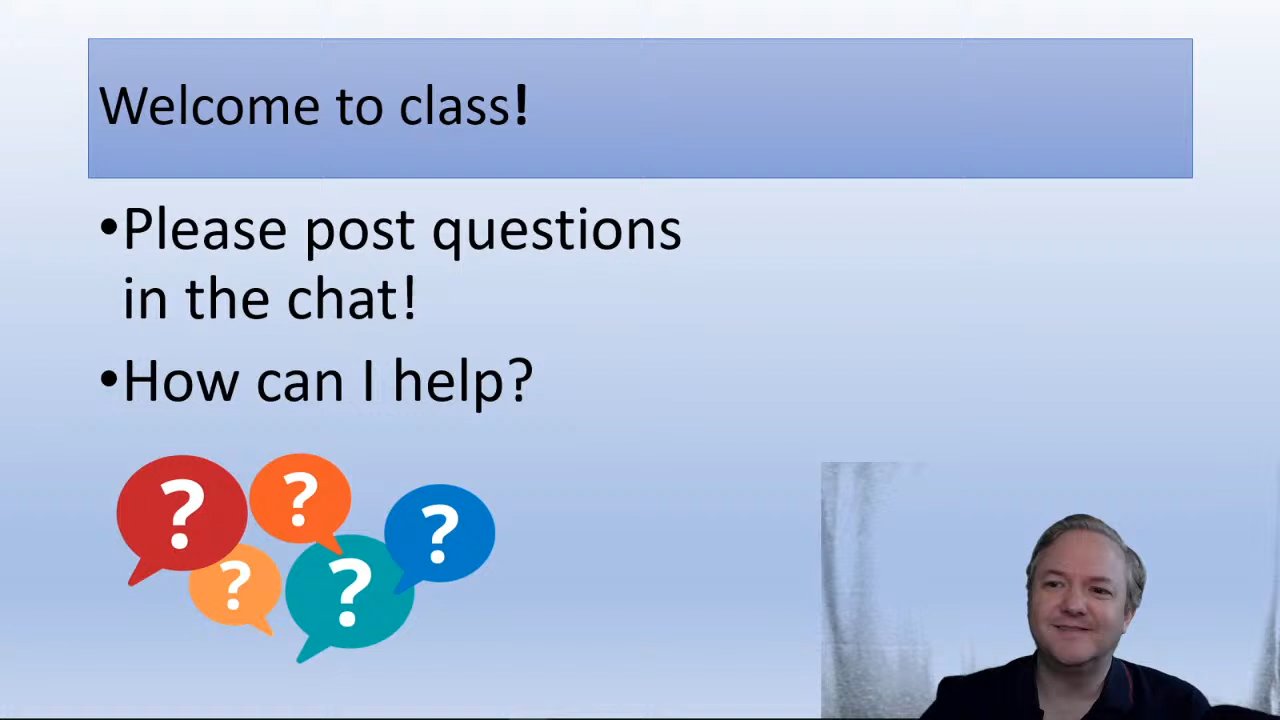 Welcome to class!
•Please post questions
in the chat!
•How can I help?
?
?
?
?
?